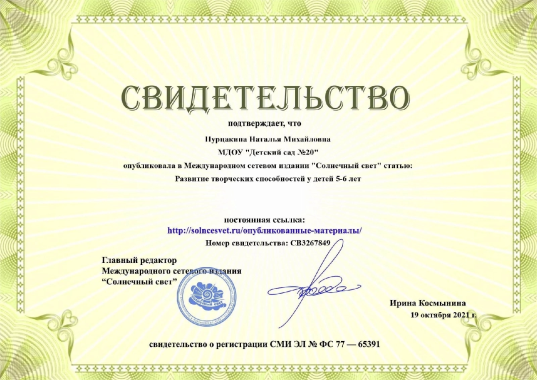 СВИДЕТЕЛЬСТВО
подтверждает, что
Пурцакина Наталья Михайловна
МДОУ "Детский сад №20"
опубликовала в Международном сетевом издании "Солнечный свет" статью:
Развитие творческих способностей у детей 5-6 лет
постоянная ссылка:
http://solncesvet.ru/опубликованные-материалы/
Номер свидетельства: СВ3267849
Главный редактор
Международного сетевого издания
“Солнечный свет”
Ирина Космынина
19 октября 2021 г.
свидетельство о регистрации СМИ ЭЛ № ФС 77 — 65391